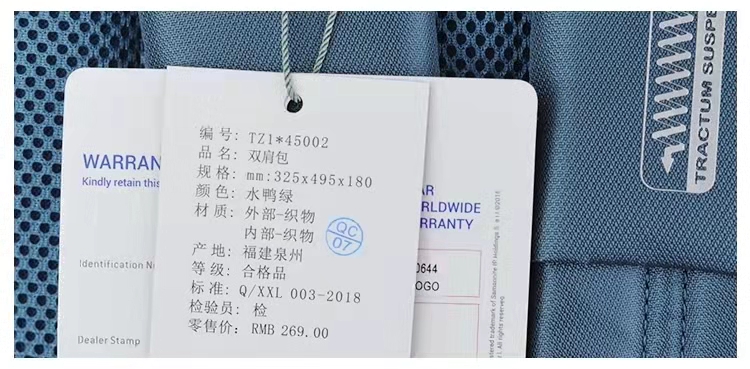 编 号: TZ1*45002
品 名: 双肩包
规 格: mm:325x495x180
颜 色: 水鸭绿
材 质: 外部-织物
内部-织物
产 地: 福建泉州
等 级: 合格品
标 准: Q/XXL 003-2018
检验员: 检
零售价: RMB 269.00
QC
07
WARRAN
Kindly retain this
Identification N
Dealer Stamp
AR
RLDWIDE
RRANTY
0644
OGO
TRACTUM SUSPE